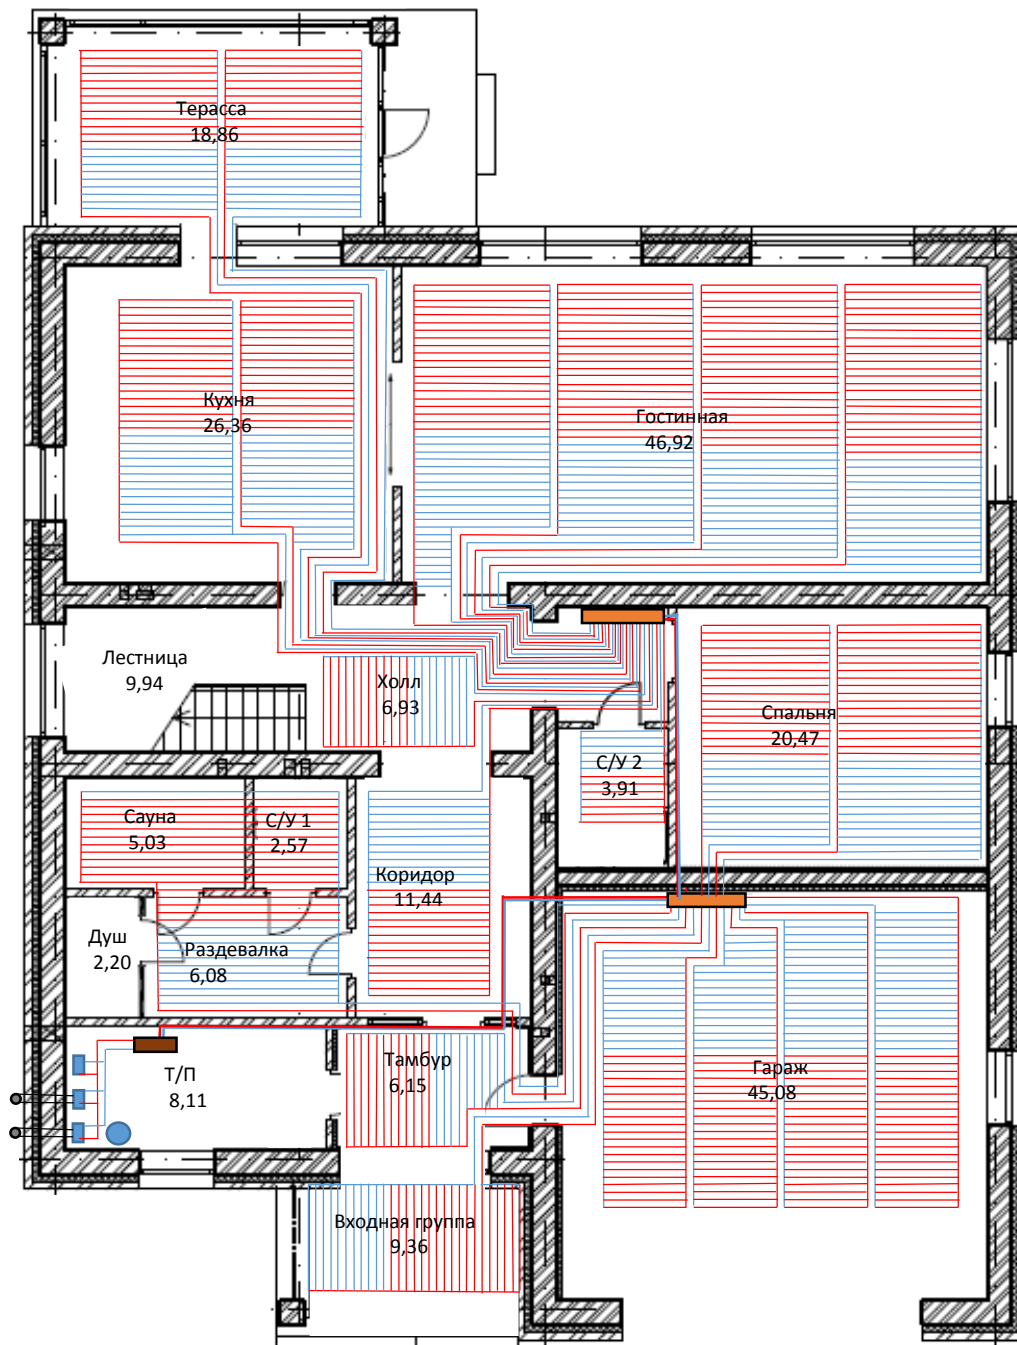 Терасса
18,86
Кухня
26,36
Гостинная
46,92
Лестница
9,94
Холл
6,93
Спальня
20,47
С/У 2
3,91
Сауна
5,03
С/У 1
2,57
Коридор
11,44
Душ
2,20
Раздевалка
6,08
Т/П
8,11
Тамбур
6,15
Гараж
45,08
Входная группа
9,36